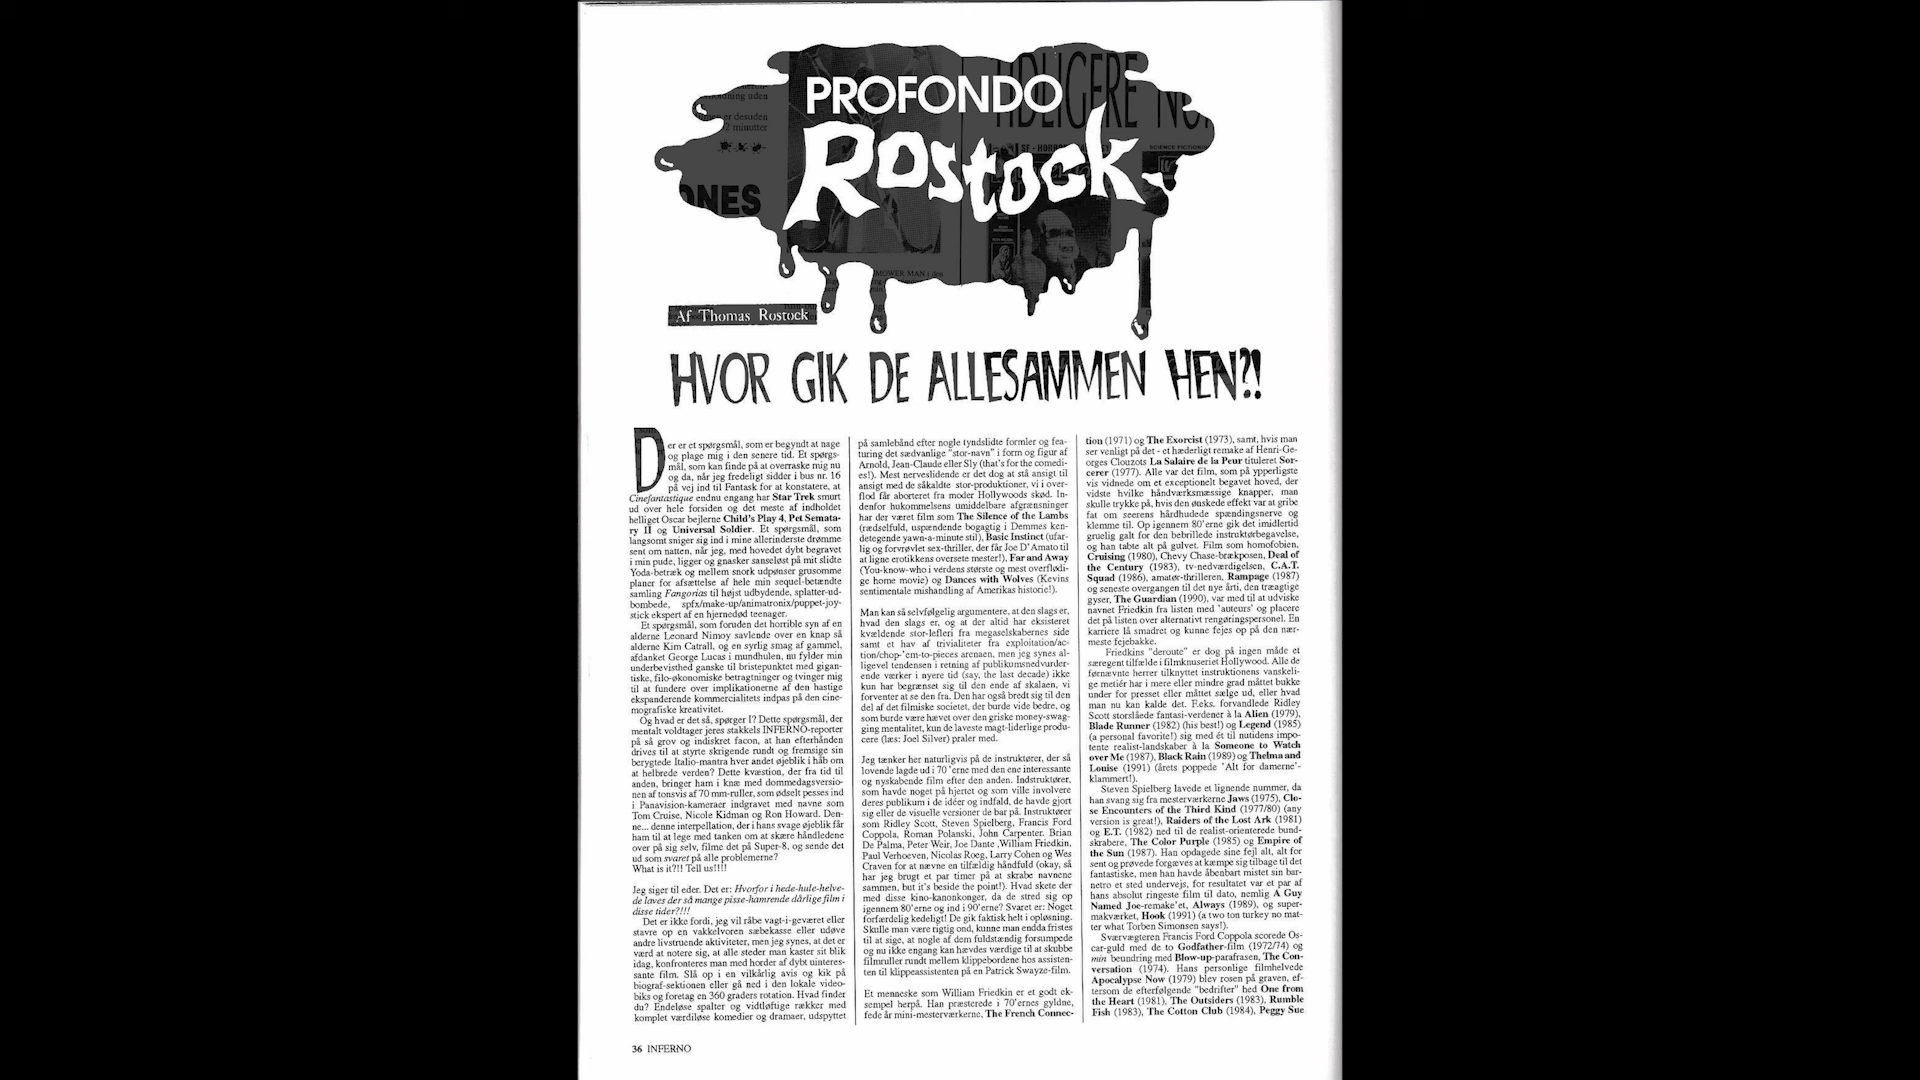 PROFONDO
Rostock
Af Thomas Rostock
HVOR GIK DE ALLESAMMEN HEN?!
Der er et spørgsmål, som er begyndt at nage
og plage mig i den senere tid. Et spørgs-
mål, som kan finde på at overraske mig nu
og da, når jeg fredeligt sidder i bus nr. 16
på vej ind til Fantask for at konstatere, at
Cinefantastique endnu engang har Star Trek smurt
ud over hele forsiden og det meste af indholdet
helliget Oscar bejlerne Child's Play 4, Pet Semata-
ry II og Universal Soldier. Et spørgsmål, som
langsomt sniger sig ind i mine allerinderste drømme
sent om natten, når jeg, med hovedet dybt begravet
i min pude, ligger og gnasker sanseløst på mit slidte
Yoda-betræk og mellem snork udpønser grusomme
planer for afsættelse af hele min sequel-betændte
samling Fangorias til højst udbydende, splatter-ud-
bombede, spfx/make-up/animatronix/puppet-joy-
stick ekspert af en hjernedød teenager.
Et spørgsmål, som foruden det horrible syn af en
alderne Leonard Nimoy savlende over en knap så
alderne Kim Catrall, og en syrlig smag af gammel,
afdanket George Lucas i mundhulen, nu fylder min
underbevisthed ganske til bristepunktet med gigan-
tiske, filo-økonomiske betragtninger og tvinger mig
til at fundere over implikationerne af den hastige
ekspanderende kommercialitets indpas på den cine-
mografiske kreativitet.
Og hvad er det så, spørger I? Dette spørgsmål, der
mentalt voldtager jeres stakkels INFERNO-reporter
på så grov og indiskret facon, at han efterhånden
drives til at styrte skrigende rundt og fremsige sin
berygtede Italio-mantra hver andet øjeblik i håb om
at helbrede verden? Dette kvæstion, der fra tid til
anden, bringer ham i knæ med dommedagsversio-
nen af tonsvis af 70 mm-ruller, som ødselt pesses ind
i Panavision-kameraer indgravet med navne som
Tom Cruise, Nicole Kidman og Ron Howard. Den-
ne... denne interpellation, der i hans svage øjeblik får
ham til at lege med tanken om at skære håndledene
over på sig selv, filme det på Super-8, og sende det
ud som svaret på alle problemerne?
What is it?!! Tell us!!!!
Jeg siger til eder. Det er: Hvorfor i hede-hule-helve-
de laves der så mange pisse-hamrende dårlige film i
disse tider?!!!
Det er ikke fordi, jeg vil råbe vagt-i-geværet eller
stavre op en vakkelvoren sæbekasse eller udøve
andre livstruende aktiviteter, men jeg synes, at det er
værd at notere sig, at alle steder man kaster sit blik
idag, konfronteres man med horder af dybt uinteres-
sante film. Slå op i en vilkårlig avis og kik på
biograf-sektionen eller gå ned i den lokale video-
biks og foretag en 360 graders rotation. Hvad finder
du? Endeløse spalter og vidtløftige rækker med
komplet værdiløse komedier og dramaer, udspyttet
på samlebånd efter nogle tyndslidte formler og fea-
turing det sædvanlige "stor-navn" i form og figur af
Arnold, Jean-Claude eller Sly (that's for the comedi-
es!). Mest nerveslidende er det dog at stå ansigt til
ansigt med de såkaldte stor-produktioner, vi i over-
flod får aborteret fra moder Hollywoods skød. In-
denfor hukommelsens umiddelbare afgrænsninger
har der været film som The Silence of the Lambs
(rædselfuld, uspændende bogagtig i Demmes ken-
detegende yawn-a-minute stil), Basic Instinct (ufar-
lig og forvrøvlet sex-thriller, der får Joe D'Amato til
at ligne erotikkens oversete mester!), Far and Away
(You-know-who i verdens største og mest overflødi-
ge home movie) og Dances with Wolves (Kevins
sentimentale mishandling af Amerikas historie!).
Man kan så selvfølgelig argumentere, at den slags er,
hvad den slags er, og at der altid har eksisteret
kvældende stor-lefleri fra megaselskabernes side
samt et hav af trivialiteter fra exploitation/ac-
tion/chop-'em-to-pieces arenaen, men jeg synes al-
ligevel tendensen i retning af publikumsnedvurder-
ende værker i nyere tid (say, the last decade) ikke
kun har begrænset sig til den ende af skalaen, vi
forventer at se den fra. Den har også bredt sig til den
del af det filmiske societet, der burde vide bedre, og
som burde være hævet over den griske money-swag-
ging mentalitet, kun de laveste magt-liderlige produ-
cere (læs: Joel Silver) praler med.
Jeg tænker her naturligvis på de instruktører, der så
lovende lagde ud i 70'erne med den ene interessante
og nyskabende film efter den anden. Indstruktører,
som havde noget på hjertet og som ville involvere
deres publikum i de idéer og indfald, de havde gjort
sig eller de visuelle versioner de bar på. Instruktører
som Ridley Scott, Steven Spielberg, Francis Ford
Coppola, Roman Polanski, John Carpenter. Brian
De Palma, Peter Weir, Joe Dante ,William Friedkin,
Paul Verhoeven, Nicolas Roeg, Larry Cohen og Wes
Craven for at nævne en tilfældig håndfuld (okay, så
har jeg brugt et par timer på at skrabe navnene
sammen, but it's beside the point!). Hvad skete der
med disse kino-kanonkonger, da de stred sig op
igennem 80'erne og ind i 90'erne? Svaret er: Noget
forfærdelig kedeligt! De gik faktisk helt i opløsning.
Skulle man være rigtig ond, kunne man endda fristes
til at sige, at nogle af dem fuldstændig forsumpede
og nu ikke engang kan hævdes værdige til at skubbe
filmruller rundt mellem klippebordene hos assisten-
ten til klippeassistenten på en Patrick Swayze-film.
Et menneske som William Friedkin er et godt ek-
sempel herpå. Han præsterede i 70'ernes gyldne,
fede år mini-mesterværkerne, The French Connec-
tion (1971) og The Exorcist (1973), samt, hvis man
ser venligt på det - et hæderligt remake af Henri-Ge-
orges Clouzots La Salaire de la Peur tituleret Sor-
cerer (1977). Alle var det film, som på ypperligste
vis vidnede om et exceptionelt begavet hoved, der
vidste hvilke håndværksmæssige knapper, man
skulle trykke på, hvis den ønskede effekt var at gribe
fat om seerens hårdhudede spændingsnerve og
klemme til. Op igennem 80'erne gik det imidlertid
gruelig galt for den bebrillede instruktørbegavelse,
og han tabte alt på gulvet. Film som homofobien,
Cruising (1980), Chevy Chase-brækposen, Deal of
the Century (1983), tv-nedværdigelsen, C.A.T.
Squad (1986), amatør-thrilleren, Rampage (1987)
og seneste overgangen til det nye årti, den træagtige
gyser, The Guardian (1990), var med til at udviske
navnet Friedkin fra listen med 'auteurs' og placere
det på listen over alternativt rengøringspersonel. En
karriere lå smadret og kunne fejes op på den nær-
meste fejebakke.
Friedkins "deroute" er dog på ingen måde et
særegent tilfælde i filmknuseriet Hollywood. Alle de
førnævnte herrer tilknyttet instruktionens vanskeli-
ge metiér har i mere eller mindre grad måttet bukke
under for presset eller måttet sælge ud, eller hvad
man nu kan kalde det. F.eks. forvandlede Ridley
Scott storslåede fantasi-verdener à la Alien (1979),
Blade Runner (1982) (his best!) og Legend (1985)
(a personal favorite!) sig med ét til nutidens impo-
tente realist-landskaber à la Someone to Watch
over Me (1987), Black Rain (1989) og Thelma and
Louise (1991) (årets poppede 'Alt for damerne'-
klammert!).
Steven Spielberg lavede et lignende nummer, da
han svang sig fra mesterværkerne Jaws (1975), Clo-
se Encounters of the Third Kind (1977/80) (any
version is great!), Raiders of the Lost Ark (1981)
og E.T. (1982) ned til de realist-orienterede bund-
skrabere, The Color Purple (1985) og Empire of
the Sun (1987). Han opdagede sine fejl alt, alt for
sent og prøvede forgæves at kæmpe sig tilbage til det
fantastiske, men han havde åbenbart mistet sin bar-
netro et sted undervejs, for resultatet var et par af
hans absolut ringeste film til dato, nemlig A Guy
Named Joe-remake'et, Always (1989), og super-
makværket, Hook (1991) (a two ton turkey no mat-
ter what Torben Simonsen says!).
Sværvægteren Francis Ford Coppola scorede Os-
car-guld med de to Godfather-film (1972/74) og
min beundring med Blow-up-parafrasen, The Con-
versation (1974). Hans personlige filmhelvede
Apocalypse Now (1979) blev rosen på graven, ef-
tersom de efterfølgende "bedrifter" hed One from
the Heart (1981), The Outsiders (1983), Rumble
Fish (1983), The Cotton Club (1984), Peggy Sue
36 INFERNO